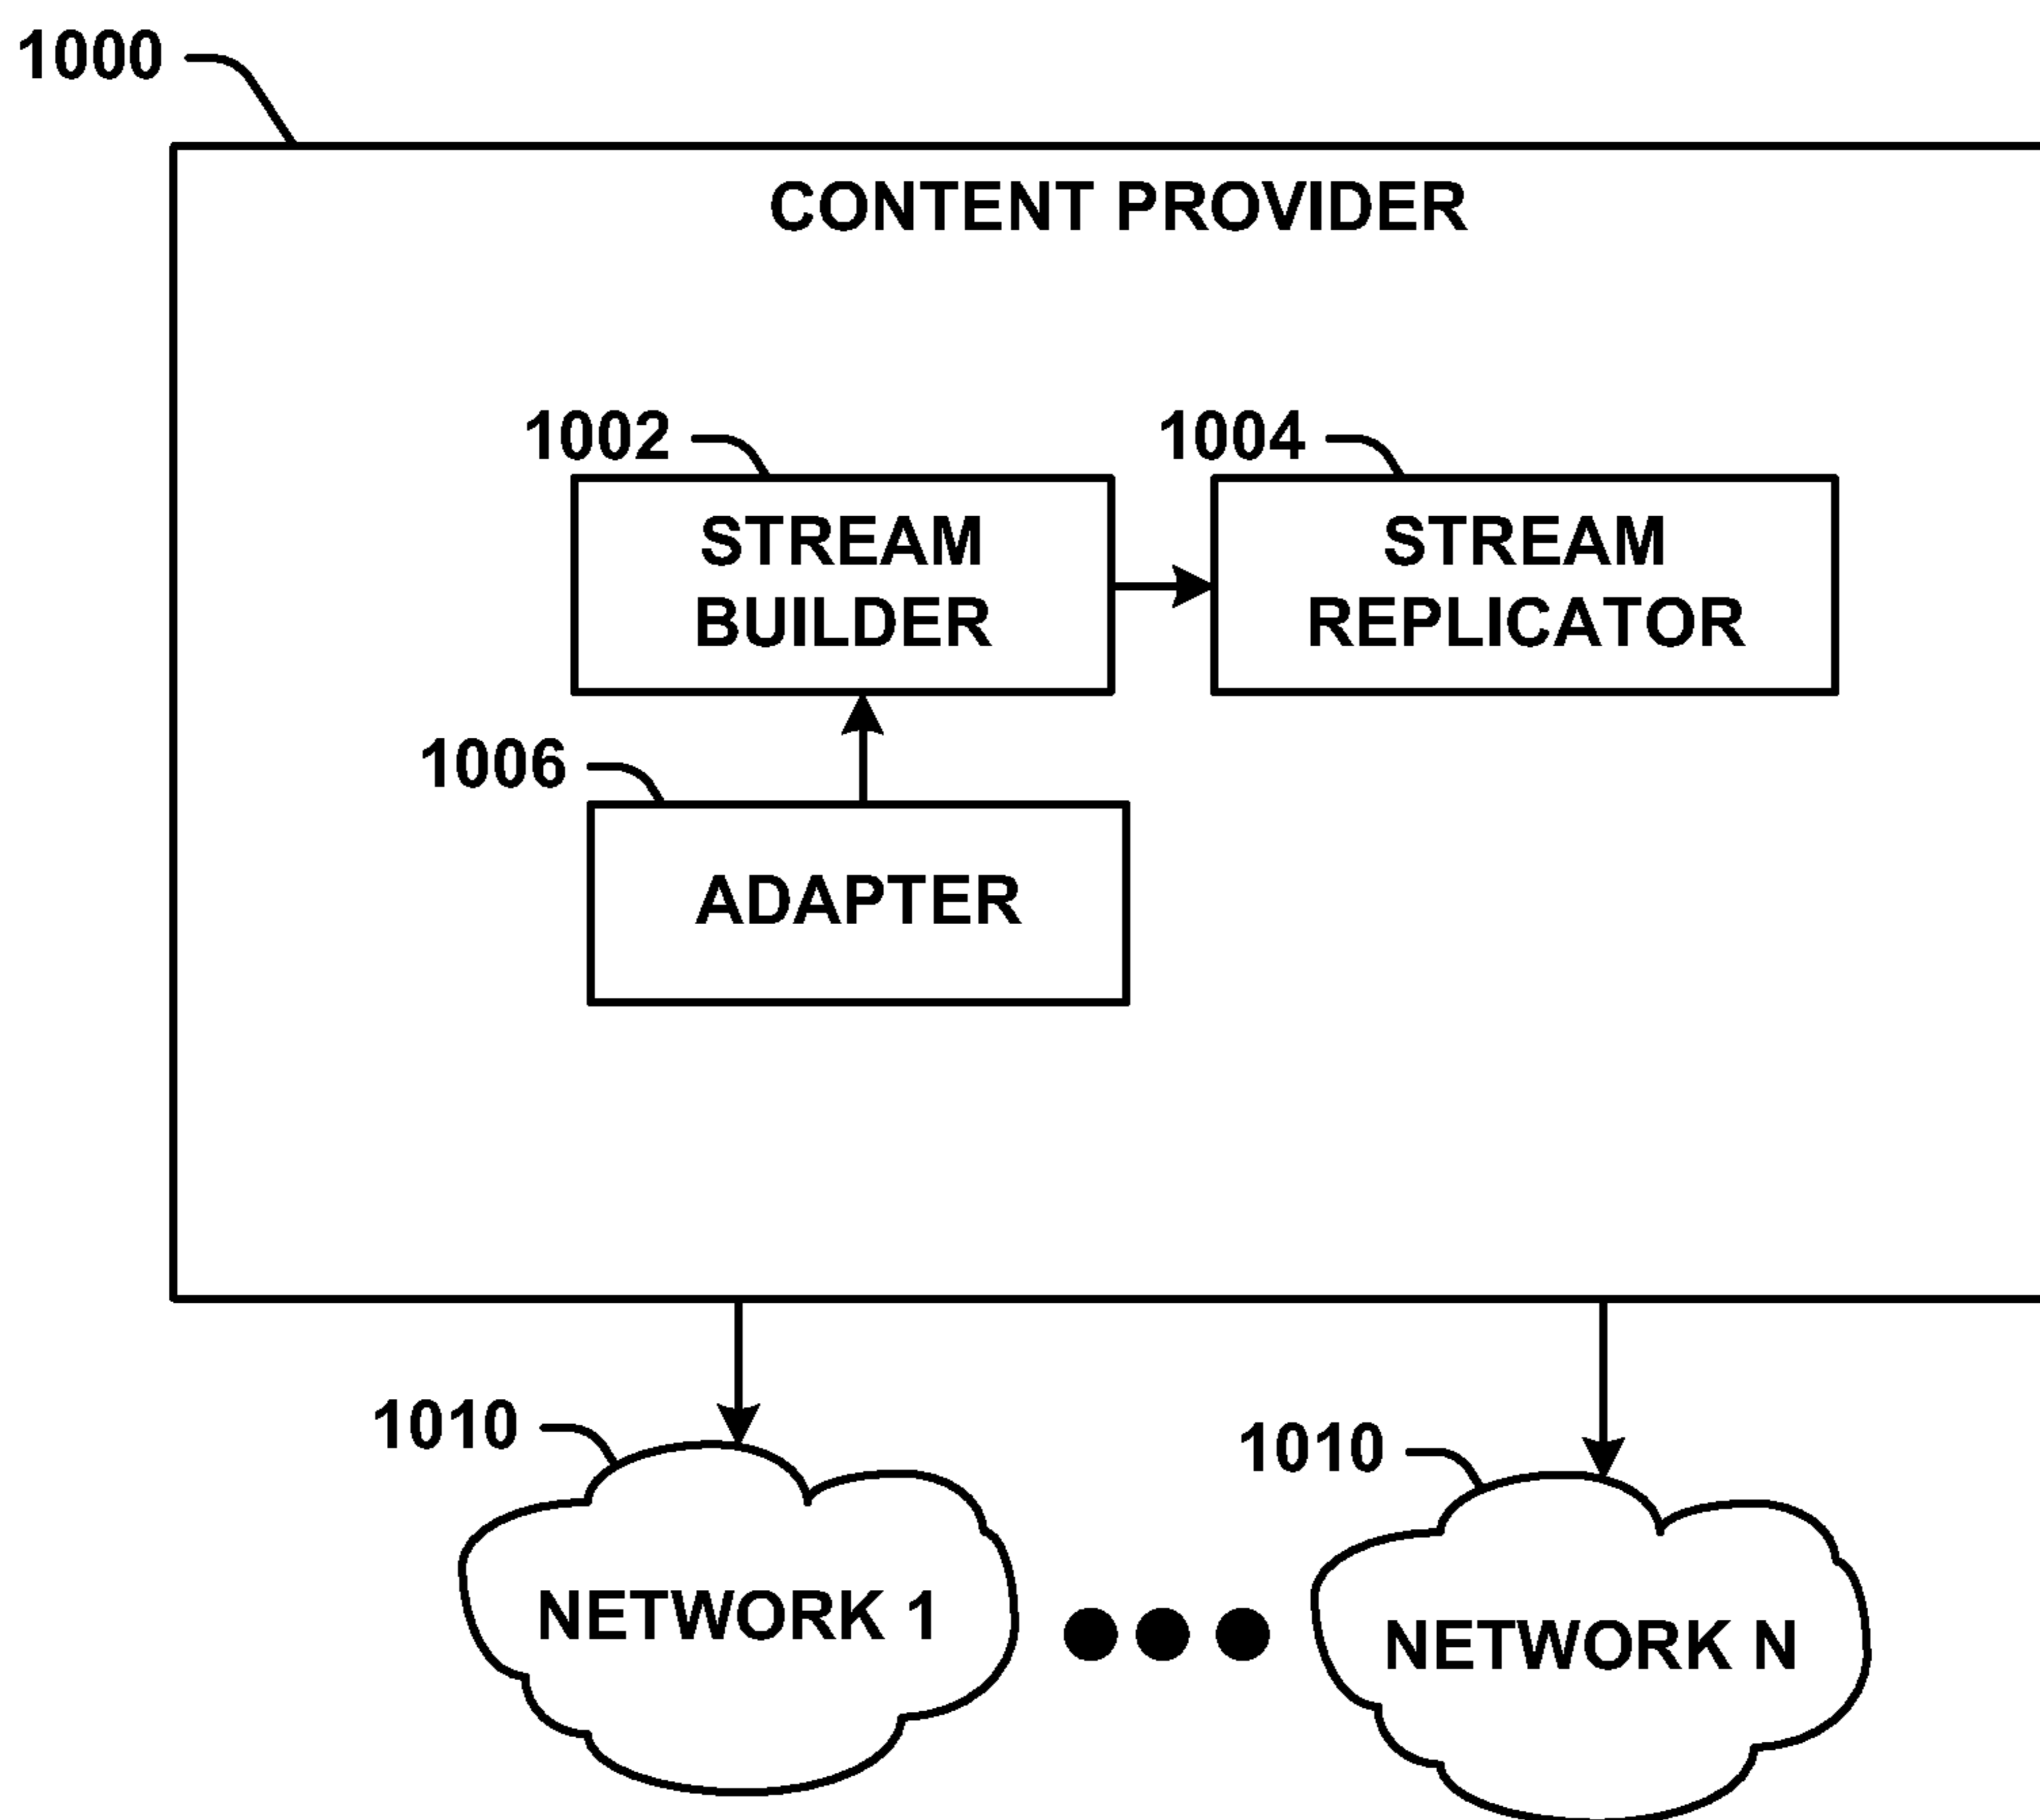 1000
CONTENT PROVIDER
1002
1004
STREAM
BUILDER
STREAM
REPLICATOR
1006
ADAPTER
1010
1010
NETWORK 1
NETWORK N